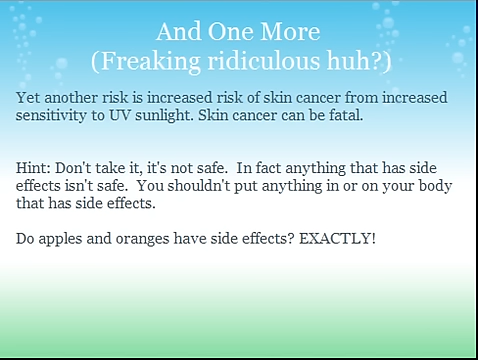 And One More
(Freaking ridiculous huh?)
Yet another risk is increased risk of skin cancer from increased
sensitivity to UV sunlight. Skin cancer can be fatal.
Hint: Don't take it, it's not safe.  In fact anything that has side
effects isn't safe.  You shouldn't put anything in or on your body
that has side effects.
Do apples and oranges have side effects? EXACTLY!